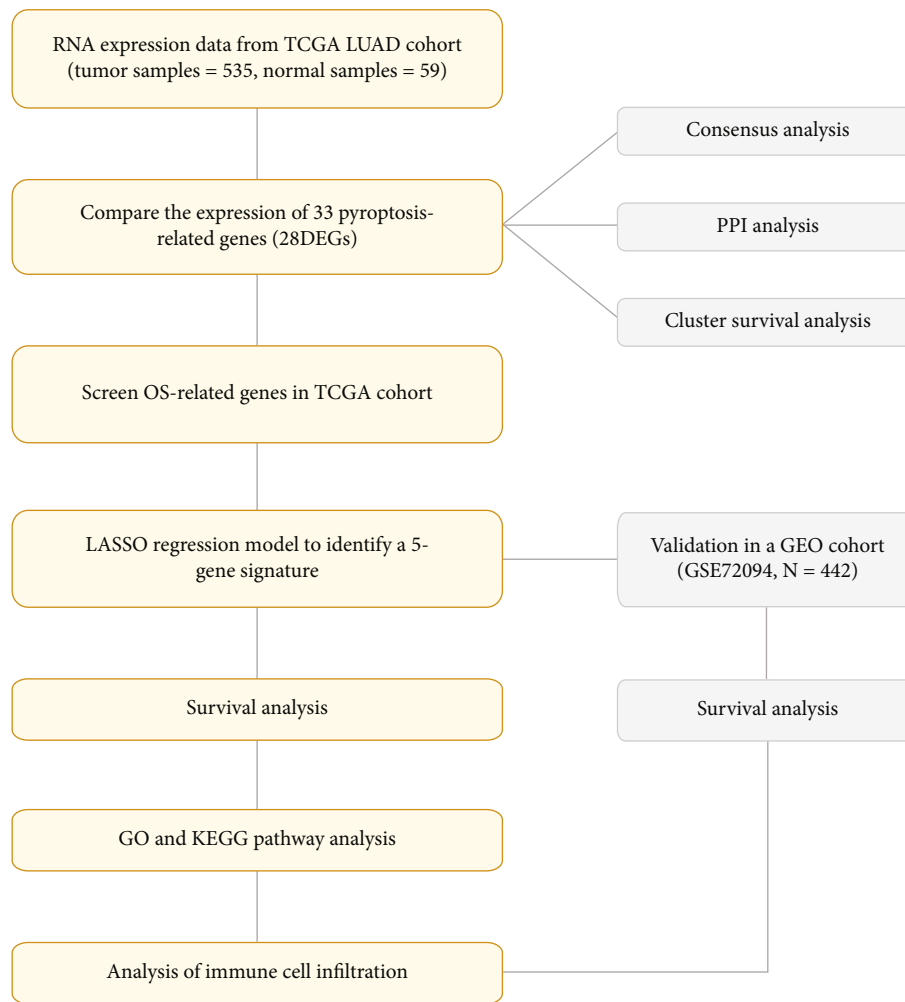 RNA expression data from TCGA LUAD cohort
(tumor samples = 535, normal samples = 59)
Consensus analysis
Compare the expression of 33 pyroptosis-
related genes (28DEGs)
PPI analysis
Cluster survival analysis
Screen OS-related genes in TCGA cohort
LASSO regression model to identify a 5-
gene signature
Validation in a GEO cohort
(GSE72094, N = 442)
Survival analysis
Survival analysis
GO and KEGG pathway analysis
Analysis of immune cell infiltration